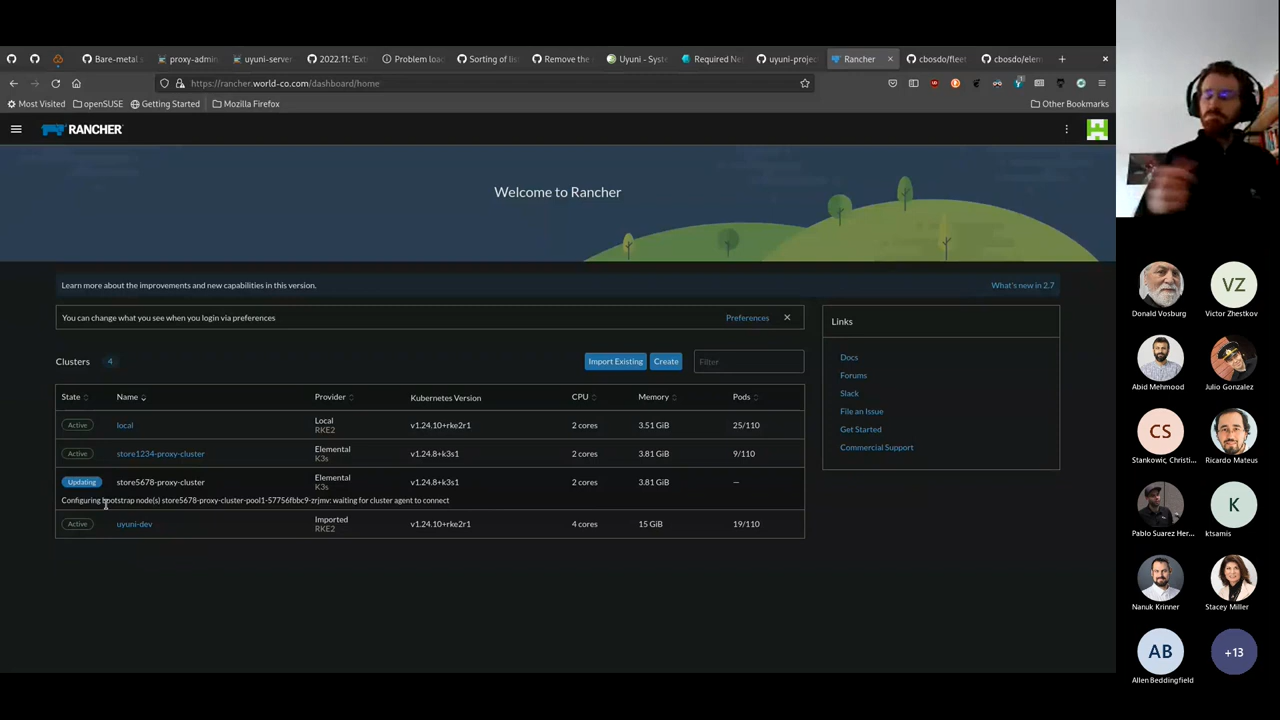 Bare-metal s
proxy-admin
uyuni-server
2022.11: 'Ext
Problem loa
Sorting of lis
Remove the
Uyuni - Syst
Required Ne
uyuni-projec
Rancher
cbosdo/fleet
cbosdo/elem
https://rancher.world-co.com/dashboard/home
Most Visited
openSUSE
Getting Started
Mozilla Firefox
Other Bookmarks
RANCHER
Welcome to Rancher
Learn more about the improvements and new capabilities in this version.
What's new in 2.7
You can change what you see when you login via preferences
Preferences
Links
Docs
Forums
Slack
File an Issue
Get Started
Commercial Support
Clusters 4
Import Existing
Create
Filter
State Name Provider Kubernetes Version CPU Memory Pods
Active local Local RKE2 v1.24.10+rke2r1 2 cores 3.51 GiB 25/110
Active store1234-proxy-cluster Elemental K3s v1.24.8+k3s1 2 cores 3.81 GiB 9/110
Updating store5678-proxy-cluster Elemental K3s v1.24.8+k3s1 2 cores 3.81 GiB —
Configuring bootstrap node(s) store5678-proxy-cluster-pool1-57756fbbc9-zrjmv: waiting for cluster agent to connect
Active uyuni-dev Imported RKE2 v1.24.10+rke2r1 4 cores 15 GiB 19/110
Donald Vosburg
VZ
Victor Zhestkov
Abid Mehmood
Julio Gonzalez
CS
Stankowic, Christi...
Ricardo Mateus
Pablo Suarez Her...
K
ktsamis
Nanuk Krinner
Stacey Miller
AB
Allen Beddingfield
+13